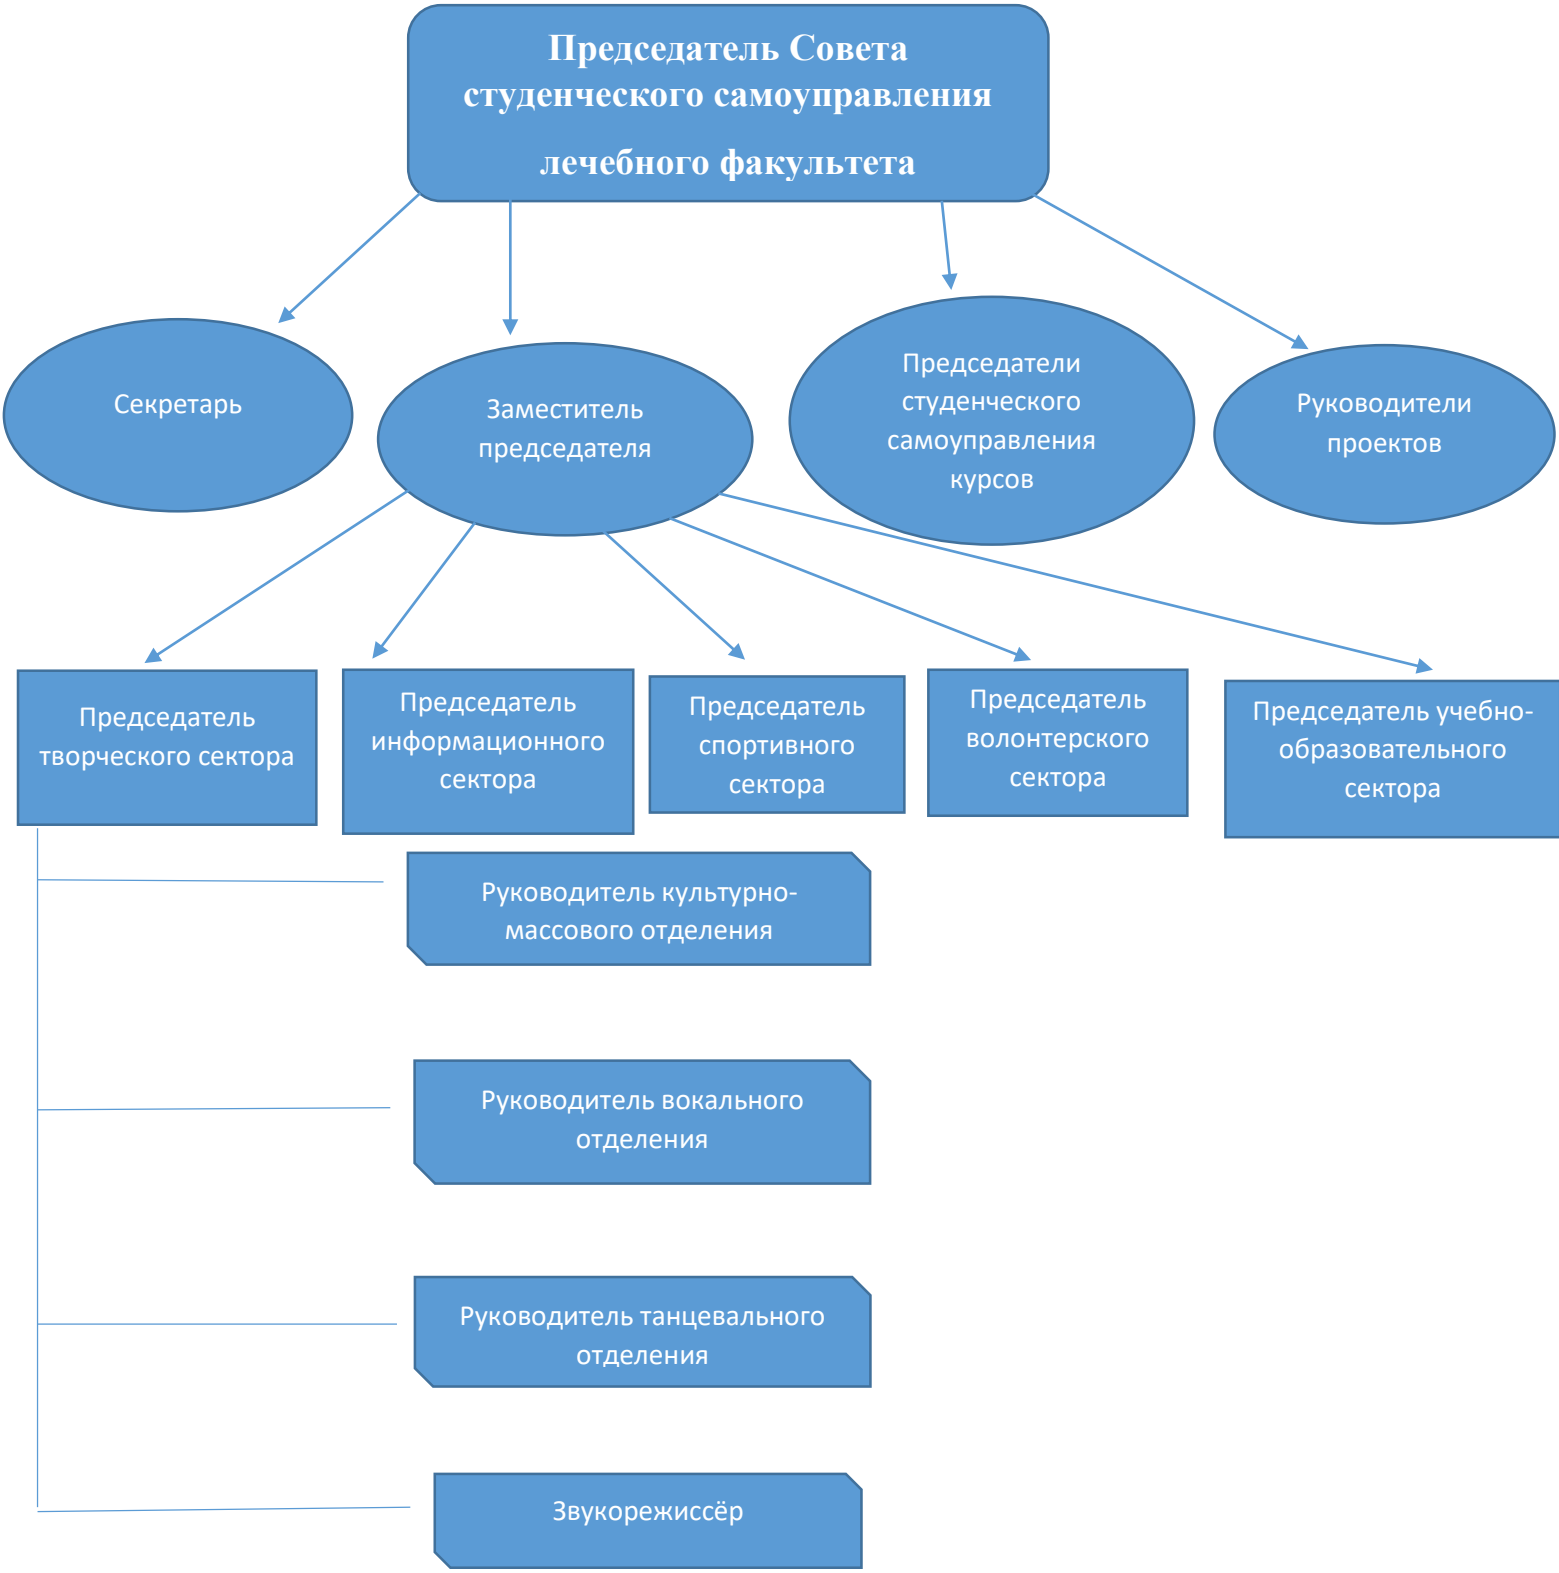 Председатель Совета
студенческого самоуправления
лечебного факультета
Секретарь
Заместитель
председателя
Председатели
студенческого
самоуправления
курсов
Руководители
проектов
Председатель
творческого сектора
Председатель
информационного
сектора
Председатель
спортивного
сектора
Председатель
волонтерского
сектора
Председатель учебно-
образовательного
сектора
Руководитель культурно-
массового отделения
Руководитель вокального
отделения
Руководитель танцевального
отделения
Звукорежиссёр